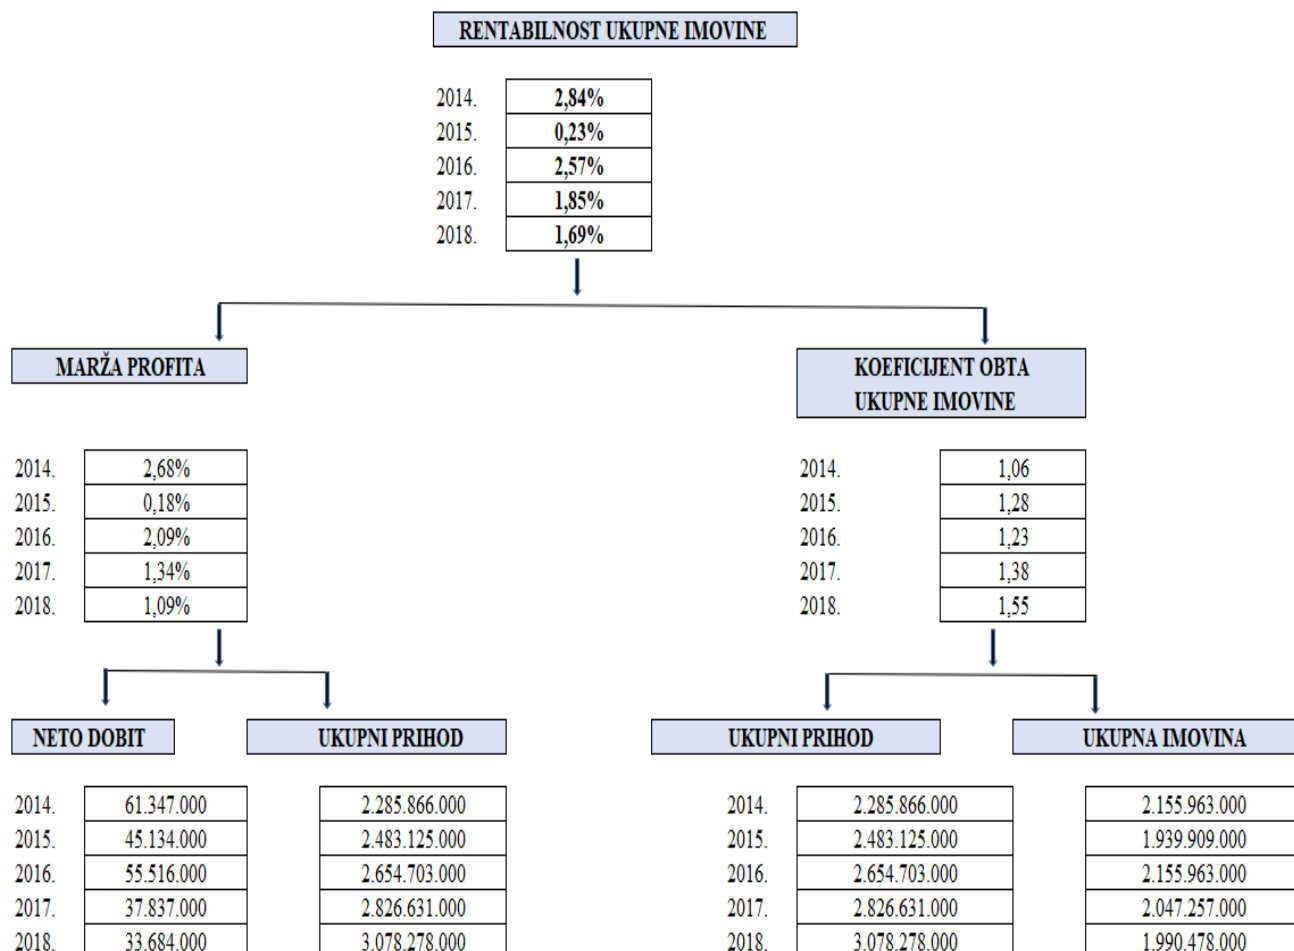 RENTABILNOST UKUPNE IMOVINE
2014. 2,84%
2015. 0,23%
2016. 2,57%
2017. 1,85%
2018. 1,69%
MARŽA PROFITA
2014. 2,68%
2015. 0,18%
2016. 2,09%
2017. 1,34%
2018. 1,09%
KOEFICIJENT OBTA
UKUPNE IMOVINE
2014. 1,06
2015. 1,28
2016. 1,23
2017. 1,38
2018. 1,55
NETO DOBIT UKUPNI PRIHOD
2014. 61.347.000 2.285.866.000
2015. 45.134.000 2.483.125.000
2016. 55.516.000 2.654.703.000
2017. 37.837.000 2.826.631.000
2018. 33.684.000 3.078.278.000
UKUPNI PRIHOD UKUPNA IMOVINA
2014. 2.285.866.000 2.155.963.000
2015. 2.483.125.000 1.939.909.000
2016. 2.654.703.000 2.155.963.000
2017. 2.826.631.000 2.047.257.000
2018. 3.078.278.000 1.990.478.000